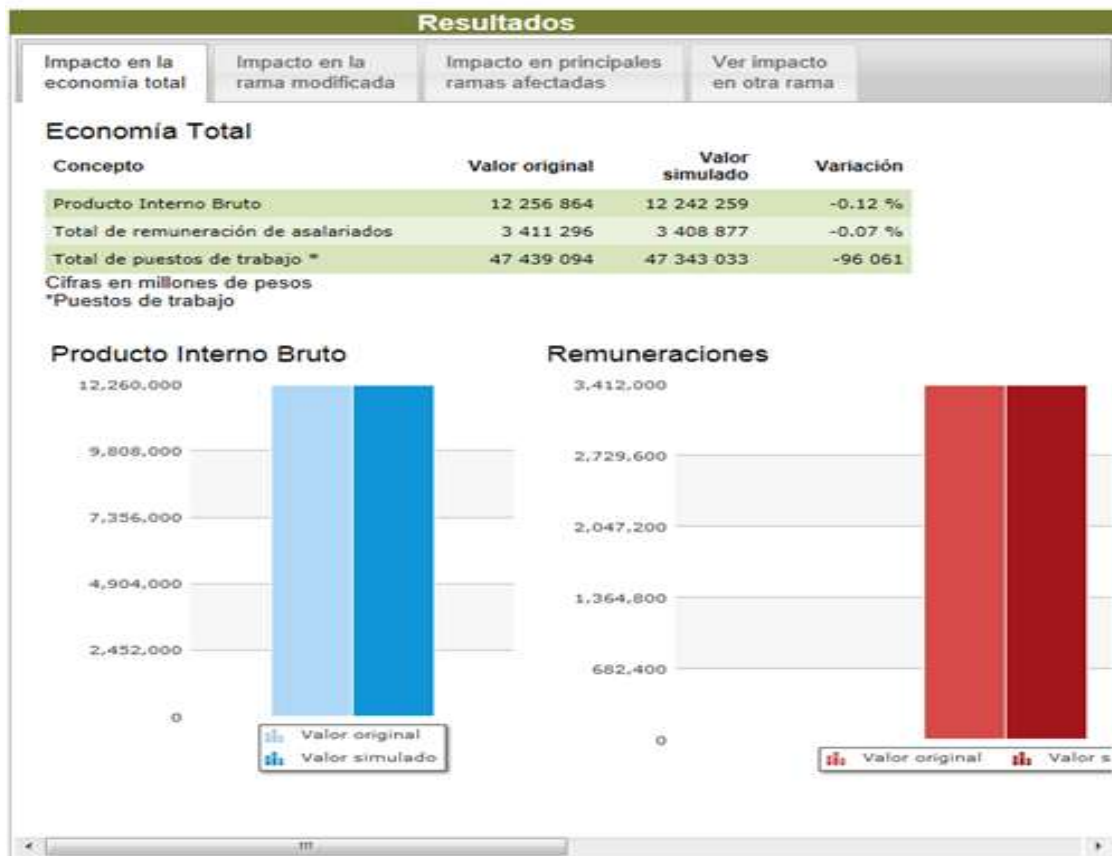 Resultados
Impacto en la economía total
Impacto en la rama modificada
Impacto en principales ramas afectadas
Ver impacto en otra rama
Economía Total
Concepto Valor original Valor simulado Variación
Producto Interno Bruto 12 256 864 12 242 259 -0.12 %
Total de remuneración de asalariados 3 411 296 3 408 877 -0.07 %
Total de puestos de trabajo * 47 439 094 47 343 033 -96 061
Cifras en millones de pesos
*Puestos de trabajo
Producto Interno Bruto
12,260,000
9,808,000
7,356,000
4,904,000
2,452,000
0
Valor original
Valor simulado
Remuneraciones
3,412,000
2,729,600
2,047,200
1,364,800
682,400
0
Valor original Valor s